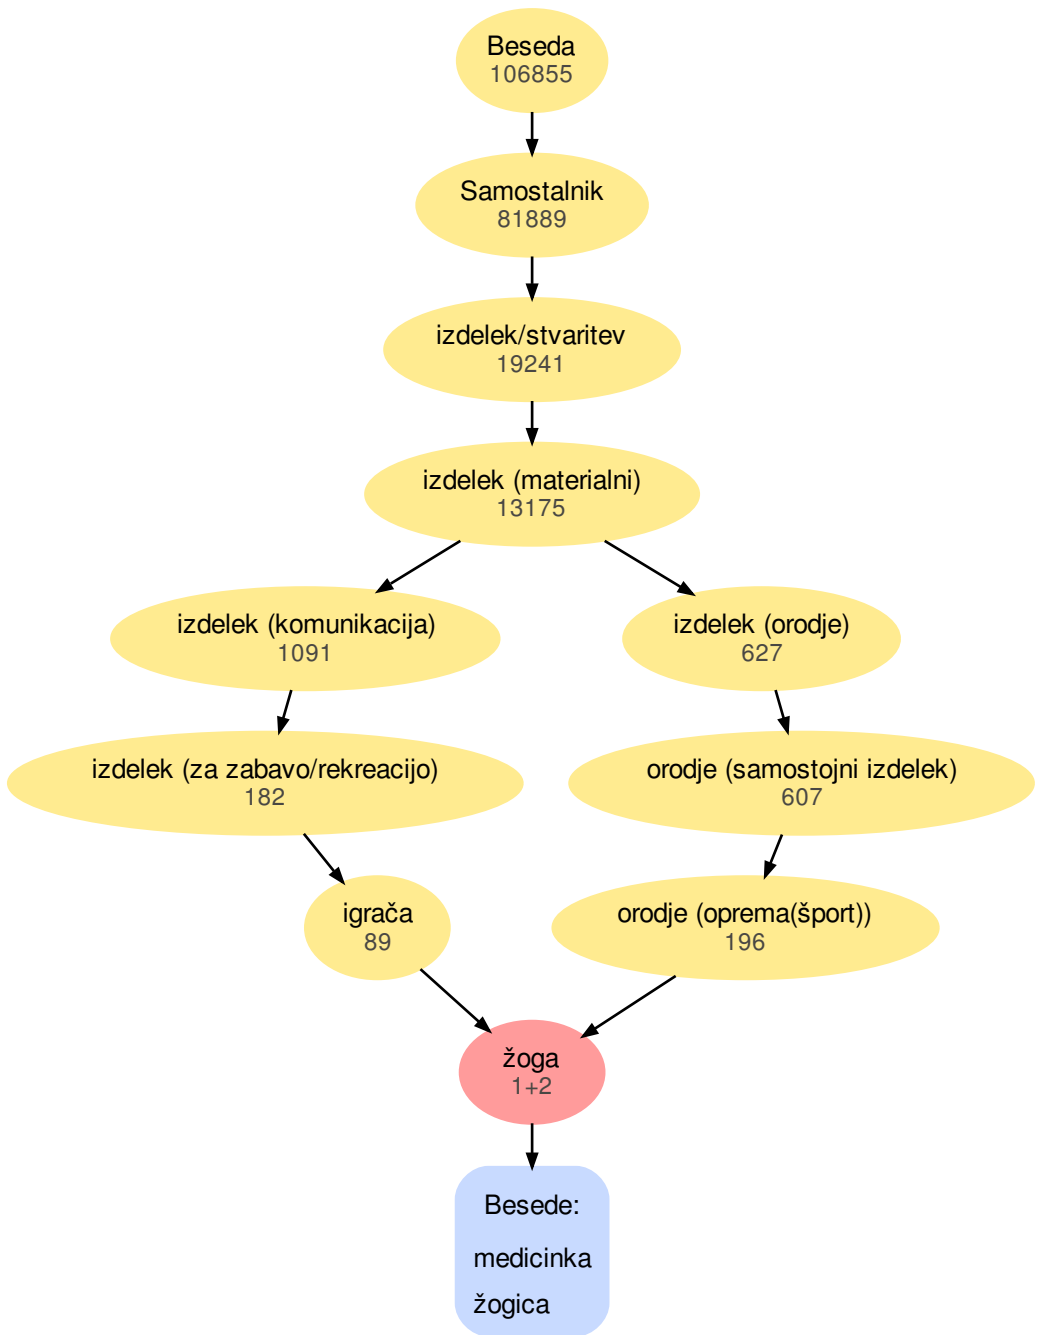 Beseda
106855
Samostalnik
81889
izdelek/stvaritev
19241
izdelek (materialni)
13175
izdelek (komunikacija)
1091
izdelek (orodje)
627
izdelek (za zabavo/rekreacijo)
182
orodje (samostojni izdelek)
607
igrača
89
orodje (oprema(šport))
196
žoga
1+2
Besede:
medicinka
žogica